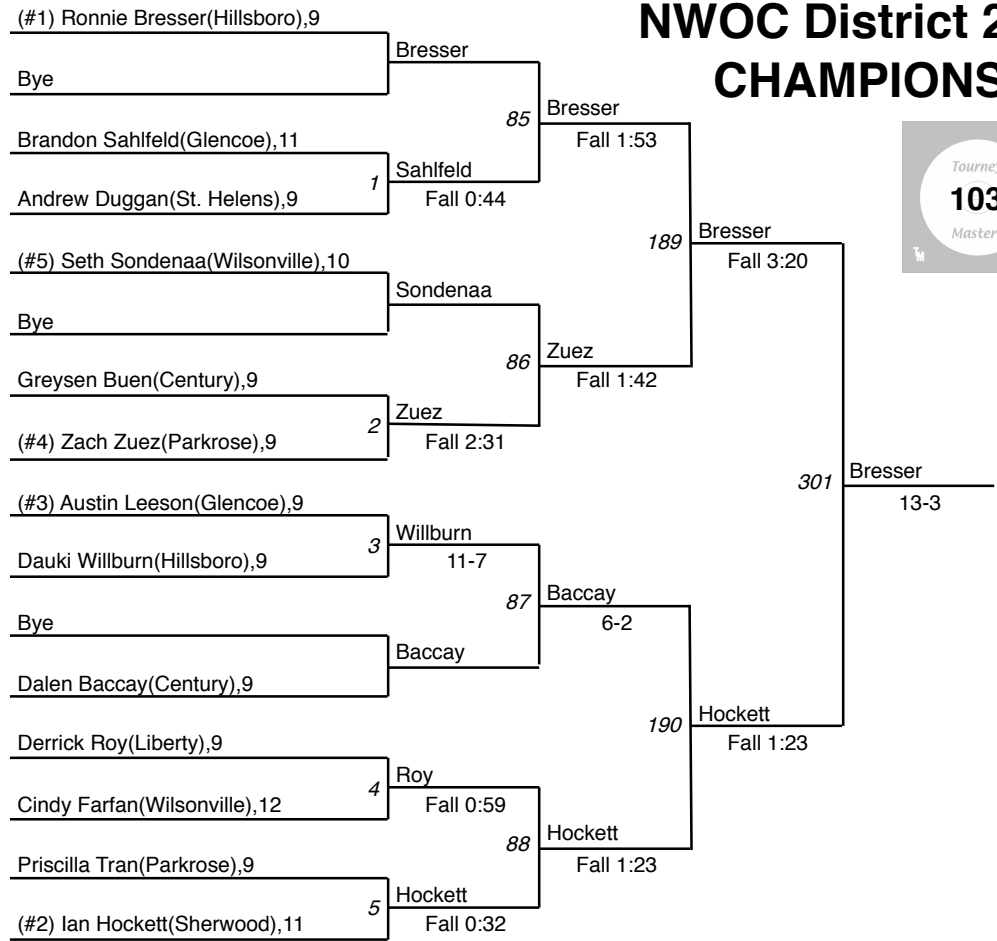 NWOC District 2
CHAMPIONS
Tourney
103
Master
TM
(#1) Ronnie Bresser(Hillsboro),9
Bresser
Bye
85
Bresser
Fall 1:53
Brandon Sahlfeld(Glencoe),11
1
Sahlfeld
Fall 0:44
Andrew Duggan(St. Helens),9
189
Bresser
Fall 3:20
(#5) Seth Sondenaa(Wilsonville),10
Sondenaa
Bye
86
Zuez
Fall 1:42
Greysen Buen(Century),9
2
Zuez
Fall 2:31
(#4) Zach Zuez(Parkrose),9
301
Bresser
13-3
(#3) Austin Leeson(Glencoe),9
3
Willburn
11-7
Dauki Willburn(Hillsboro),9
87
Baccay
6-2
Bye
Baccay
Dalen Baccay(Century),9
190
Hockett
Fall 1:23
Derrick Roy(Liberty),9
4
Roy
Fall 0:59
Cindy Farfan(Wilsonville),12
88
Hockett
Fall 1:23
Priscilla Tran(Parkrose),9
5
Hockett
Fall 0:32
(#2) Ian Hockett(Sherwood),11